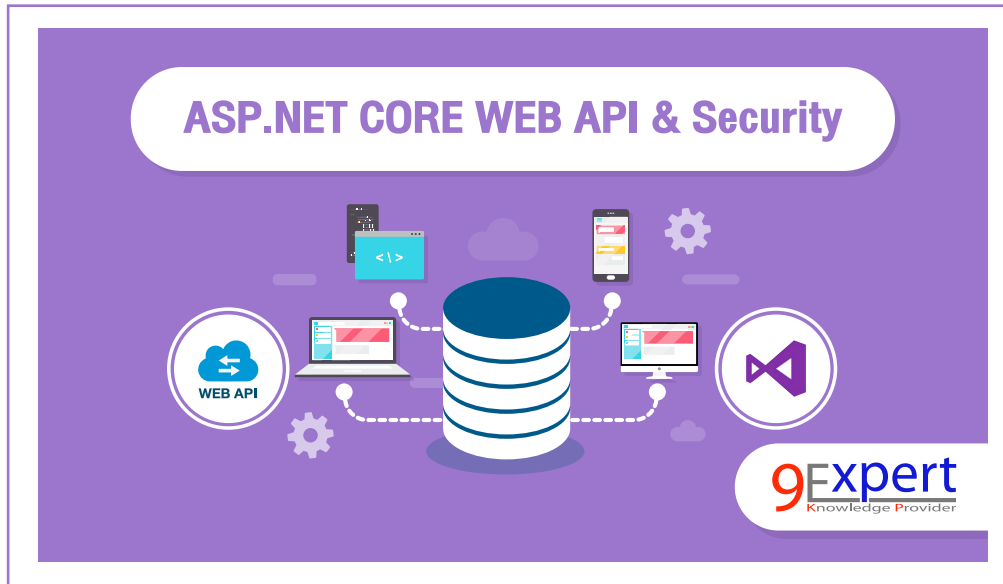 ASP.NET CORE WEB API & Security
<\>
WEB API
9Expert
Knowledge Provider